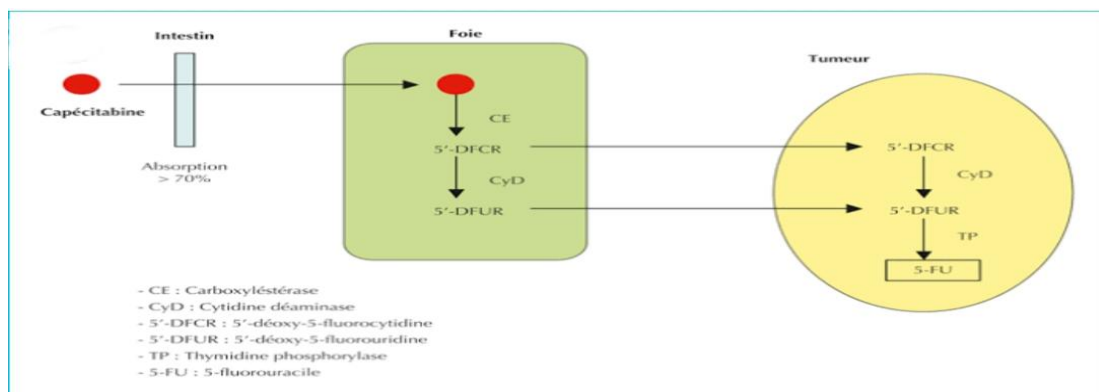 Intestin
Foie
Tumeur
Capécitabine
CE
5'-DFCR
5'-DFCR
Absorption
> 70%
CyD
CyD
5'-DFUR
5'-DFUR
TP
5-FU
- CE : Carboxyléstérase
- CyD : Cytidine déaminase
- 5'-DFCR : 5'-déoxy-5-fluorocytidine
- 5'-DFUR : 5'-déoxy-5-fluorouridine
- TP : Thymidine phosphorylase
- 5-FU : 5-fluorouracile